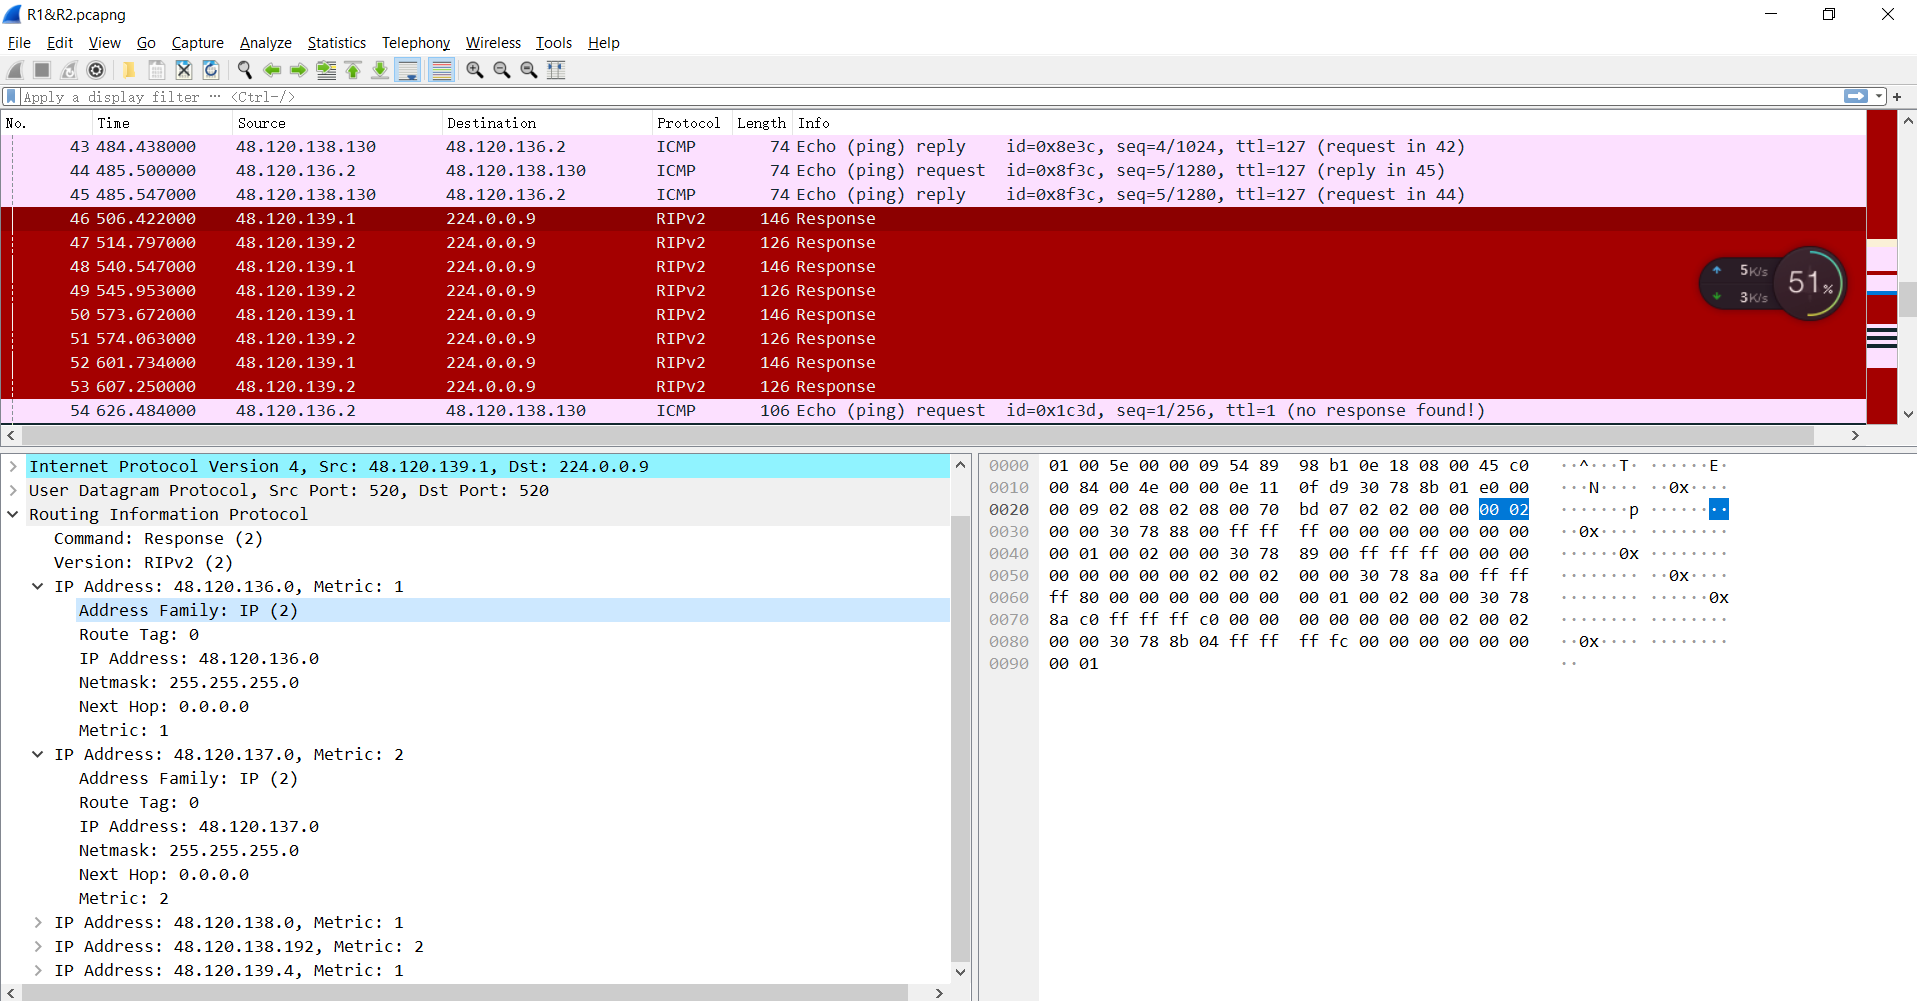 R1&R2.pcapng
File Edit View Go Capture Analyze Statistics Telephony Wireless Tools Help
Apply a display filter … <Ctrl-/>
No. Time Source Destination Protocol Length Info
43 484.438000 48.120.138.130 48.120.136.2 ICMP 74 Echo (ping) reply id=0x8e3c, seq=4/1024, ttl=127 (request in 42)
44 485.500000 48.120.136.2 48.120.138.130 ICMP 74 Echo (ping) request id=0x8f3c, seq=5/1280, ttl=127 (reply in 45)
45 485.547000 48.120.138.130 48.120.136.2 ICMP 74 Echo (ping) reply id=0x8f3c, seq=5/1280, ttl=127 (request in 44)
46 506.422000 48.120.139.1 224.0.0.9 RIPv2 146 Response
47 514.797000 48.120.139.2 224.0.0.9 RIPv2 126 Response
48 540.547000 48.120.139.1 224.0.0.9 RIPv2 146 Response
49 545.953000 48.120.139.2 224.0.0.9 RIPv2 126 Response
50 573.672000 48.120.139.1 224.0.0.9 RIPv2 146 Response
51 574.063000 48.120.139.2 224.0.0.9 RIPv2 126 Response
52 601.734000 48.120.139.1 224.0.0.9 RIPv2 146 Response
53 607.250000 48.120.139.2 224.0.0.9 RIPv2 126 Response
54 626.484000 48.120.136.2 48.120.138.130 ICMP 106 Echo (ping) request id=0x1c3d, seq=1/256, ttl=1 (no response found!)
5K/s
3K/s
51%
Internet Protocol Version 4, Src: 48.120.139.1, Dst: 224.0.0.9
User Datagram Protocol, Src Port: 520, Dst Port: 520
Routing Information Protocol
Command: Response (2)
Version: RIPv2 (2)
IP Address: 48.120.136.0, Metric: 1
Address Family: IP (2)
Route Tag: 0
IP Address: 48.120.136.0
Netmask: 255.255.255.0
Next Hop: 0.0.0.0
Metric: 1
IP Address: 48.120.137.0, Metric: 2
Address Family: IP (2)
Route Tag: 0
IP Address: 48.120.137.0
Netmask: 255.255.255.0
Next Hop: 0.0.0.0
Metric: 2
IP Address: 48.120.138.0, Metric: 1
IP Address: 48.120.138.192, Metric: 2
IP Address: 48.120.139.4, Metric: 1
0000 01 00 5e 00 00 09 54 89 98 b1 0e 18 08 00 45 c0 ··^···T· ······E·
0010 00 84 00 4e 00 00 0e 11 0f d9 30 78 8b 01 e0 00 ···N···· ··0x····
0020 00 09 02 08 02 08 00 70 bd 07 02 02 00 00 00 02 ·······p ········
0030 00 00 30 78 88 00 ff ff ff 00 00 00 00 00 00 00 ··0x···· ········
0040 00 01 00 02 00 00 30 78 89 00 ff ff ff 00 00 00 ······0x ········
0050 00 00 00 00 00 02 00 02 00 00 30 78 8a 00 ff ff ········ ··0x····
0060 ff 80 00 00 00 00 00 00 00 01 00 02 00 00 30 78 ········ ······0x
0070 8a c0 ff ff ff c0 00 00 00 00 00 00 00 02 00 02 ········ ········
0080 00 00 30 78 8b 04 ff ff ff fc 00 00 00 00 00 00 ··0x···· ········
0090 00 01 ··